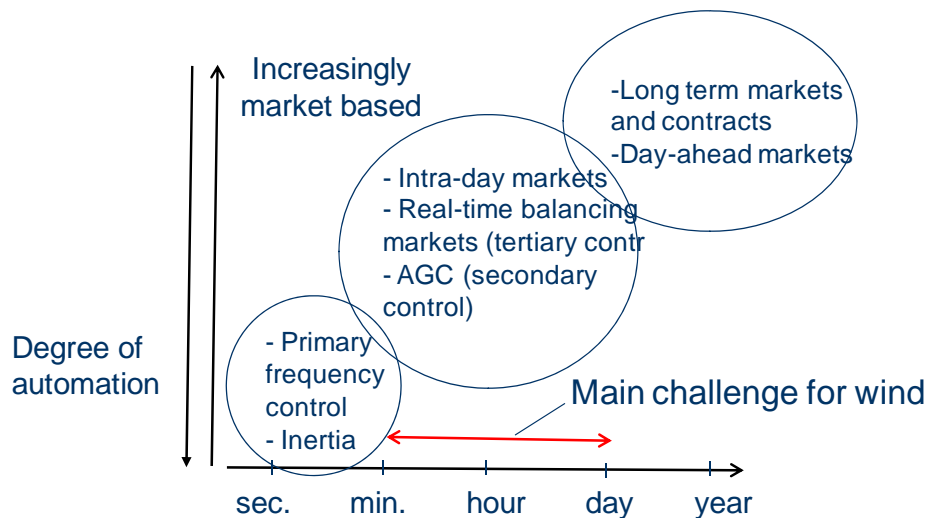 Increasingly
market based
-Long term markets
and contracts
-Day-ahead markets
- Intra-day markets
- Real-time balancing
markets (tertiary contr
- AGC (secondary
control)
Degree of
automation
- Primary
frequency
control
- Inertia
Main challenge for wind
sec. min. hour day year